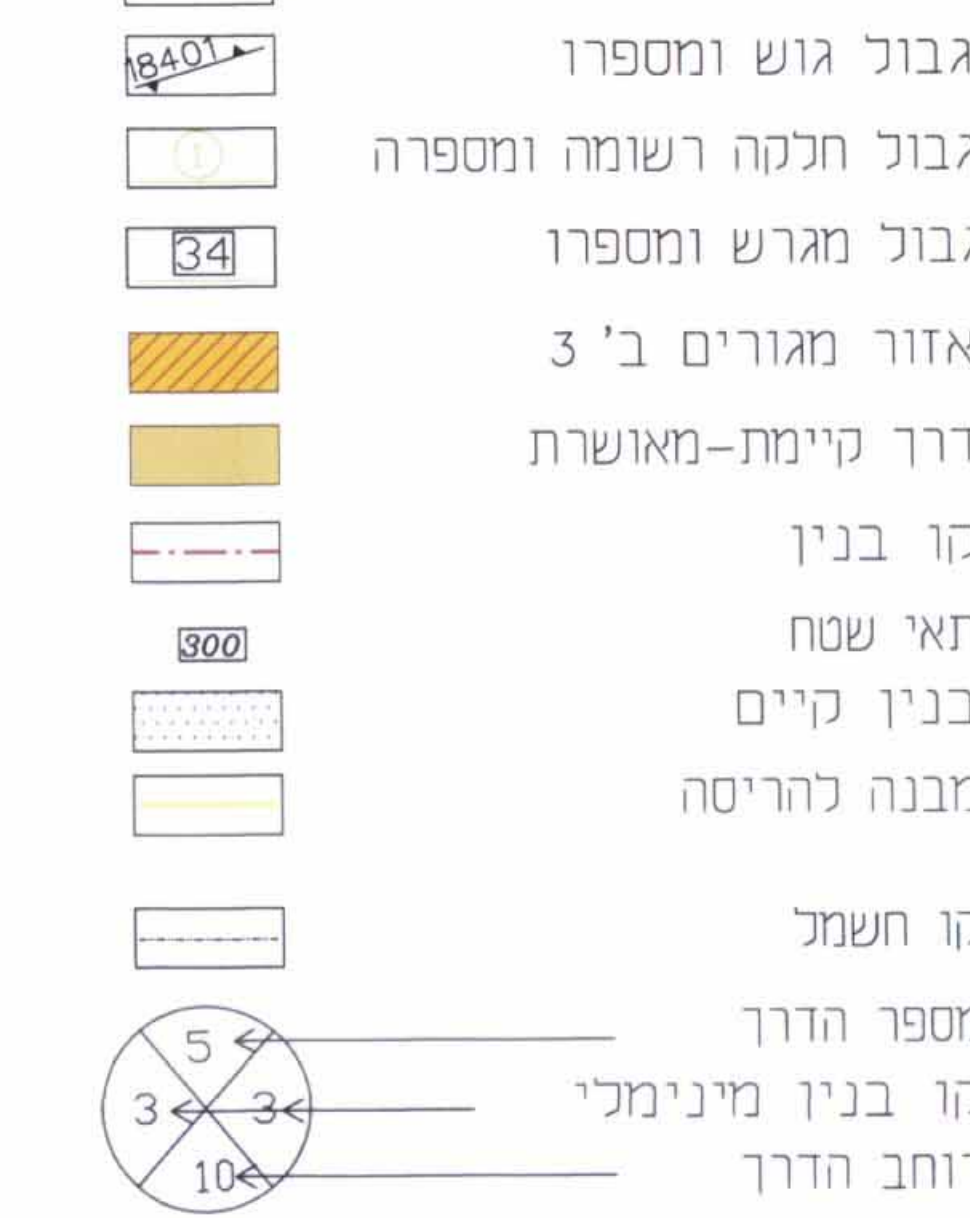 גבול גוש ומספרו 18401
גבול חלקה רשומה ומספרה 1
גבול מגרש ומספרו 34
אזור מגורים ב' 3
דרך קיימת-מאושרת
קו בנין
תאי שטח 300
בנין קיים
מבנה להריסה
קו חשמל
מספר הדרך 5
קו בנין מינימלי 3 3
רוחב הדרך 10